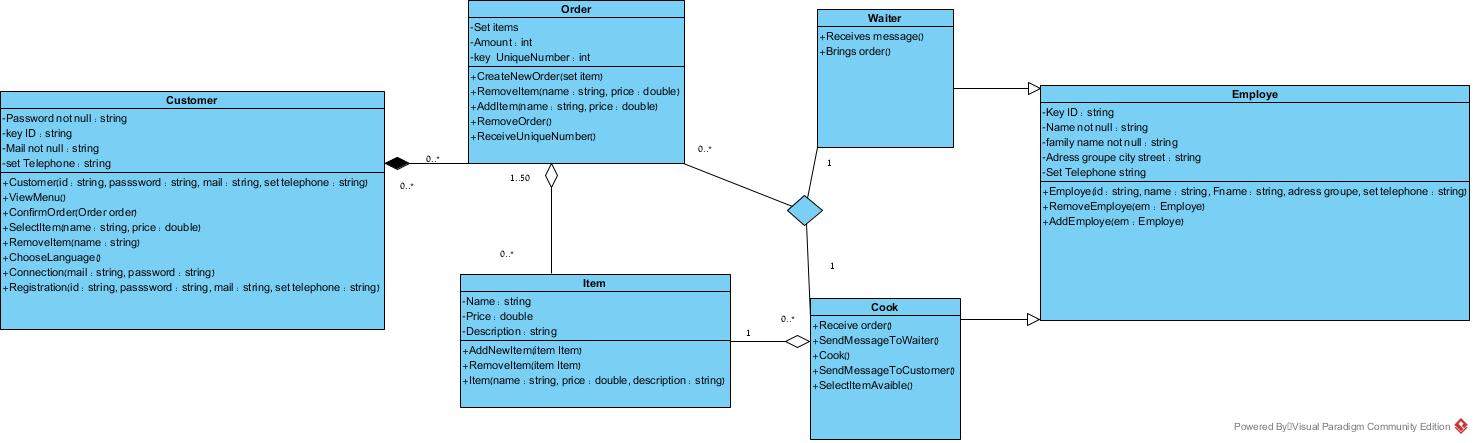 Order
-Set items
-Amount : int
-key UniqueNumber : int
+CreateNewOrder(set item)
+RemoveItem(name : string, price : double)
+AddItem(name : string, price : double)
+RemoveOrder()
+ReceiveUniqueNumber()
Waiter
+Receives message()
+Brings order()
Customer
-Password not null : string
-key ID : string
-Mail not null : string
-set Telephone : string
+Customer(id : string, passsword : string, mail : string, set telephone : string)
+ViewMenu()
+ConfirmOrder(Order order)
+SelectItem(name : string, price : double)
+RemoveItem(name : string)
+ChooseLanguage()
+Connection(mail : string, password : string)
+Registration(id : string, passsword : string, mail : string, set telephone : string)
Employe
-Key ID : string
-Name not null : string
-family name not null : string
-Adress groupe city street : string
-Set Telephone string
+Employe(id : string, name : string, Fname : string, adress groupe, set telephone : string)
+RemoveEmploye(em : Employe)
+AddEmploye(em : Employe)
0..*
0..*
1..50
0..*
0..*
1
1
Item
-Name : string
-Price : double
-Description : string
+AddNewItem(item Item)
+RemoveItem(item Item)
+Item(name : string, price : double, description : string)
1
0..*
Cook
+Receive order()
+SendMessageToWaiter()
+Cook()
+SendMessageToCustomer()
+SelectItemAvaible()
Powered By Visual Paradigm Community Edition